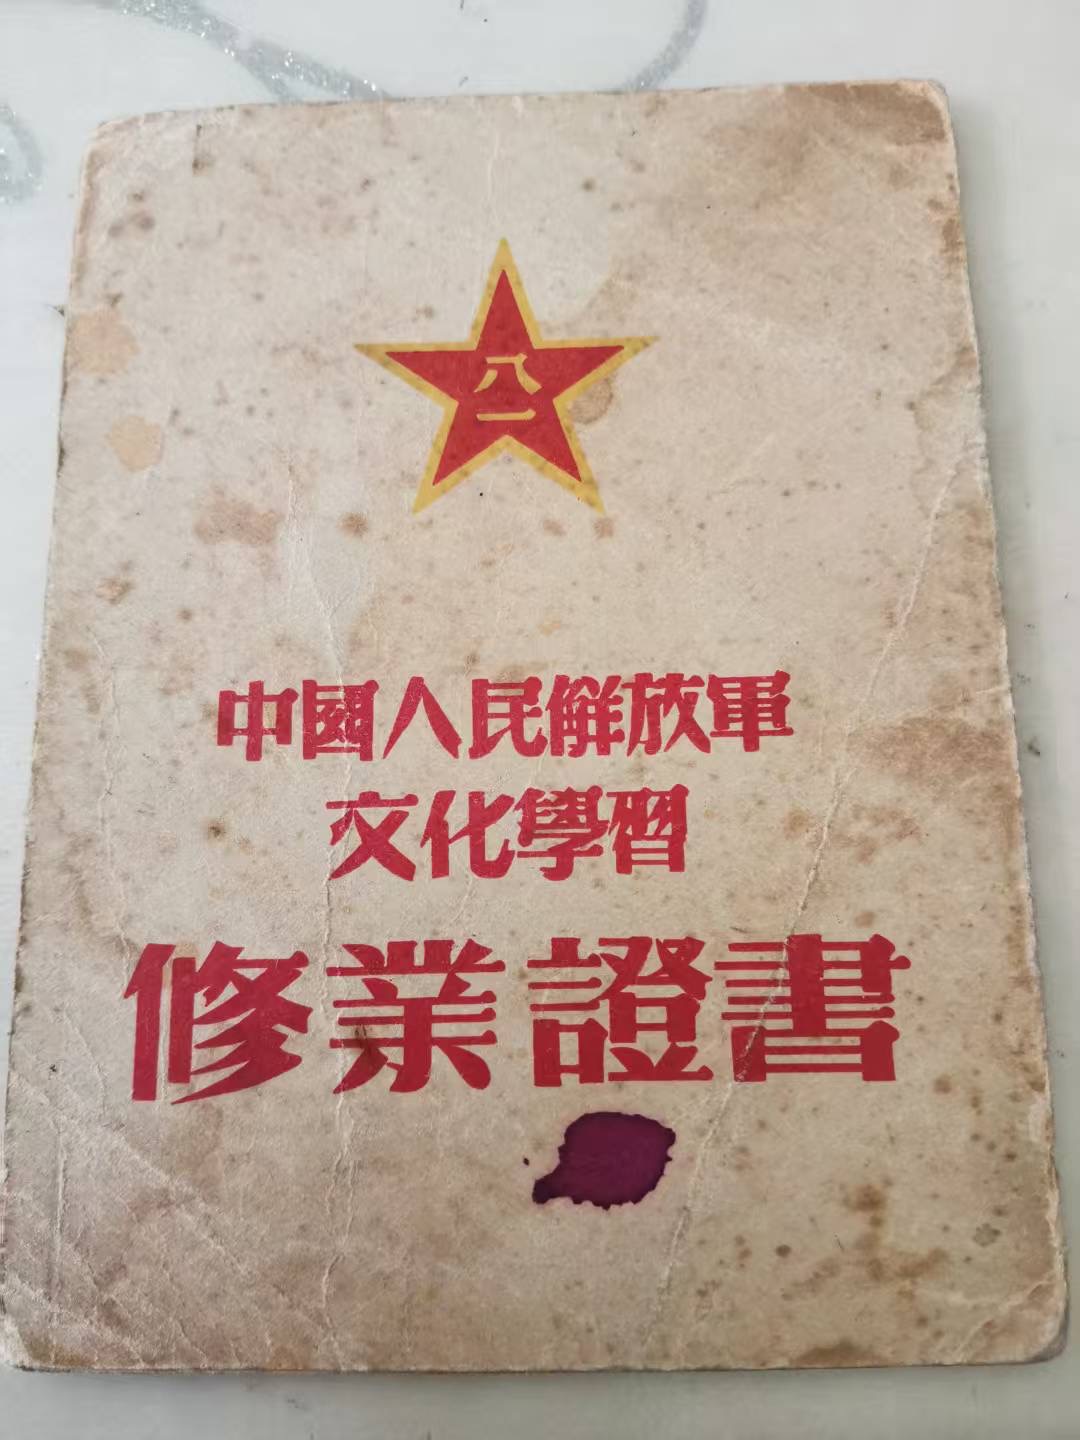 八一
中國人民解放軍
文化學習
修業證書